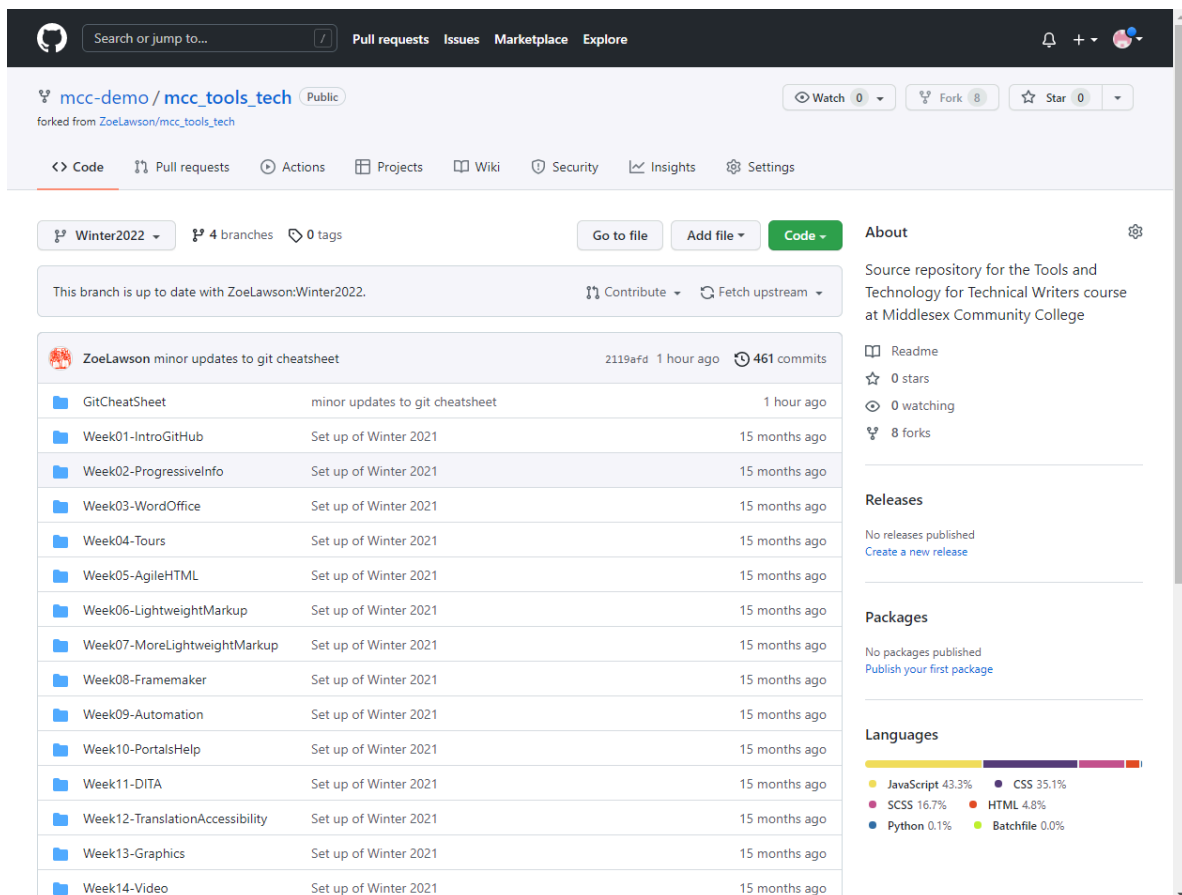 Search or jump to... /
Pull requests Issues Marketplace Explore
mcc-demo / mcc_tools_tech Public
forked from ZoeLawson/mcc_tools_tech
Watch 0 Fork 8 Star 0
Code Pull requests Actions Projects Wiki Security Insights Settings
Winter2022 4 branches 0 tags
Go to file Add file Code
This branch is up to date with ZoeLawson:Winter2022.
Contribute Fetch upstream
ZoeLawson minor updates to git cheatsheet 2119afd 1 hour ago 461 commits
GitCheatSheet minor updates to git cheatsheet 1 hour ago
Week01-IntroGitHub Set up of Winter 2021 15 months ago
Week02-ProgressiveInfo Set up of Winter 2021 15 months ago
Week03-WordOffice Set up of Winter 2021 15 months ago
Week04-Tours Set up of Winter 2021 15 months ago
Week05-AgileHTML Set up of Winter 2021 15 months ago
Week06-LightweightMarkup Set up of Winter 2021 15 months ago
Week07-MoreLightweightMarkup Set up of Winter 2021 15 months ago
Week08-Framemaker Set up of Winter 2021 15 months ago
Week09-Automation Set up of Winter 2021 15 months ago
Week10-PortalsHelp Set up of Winter 2021 15 months ago
Week11-DITA Set up of Winter 2021 15 months ago
Week12-TranslationAccessibility Set up of Winter 2021 15 months ago
Week13-Graphics Set up of Winter 2021 15 months ago
Week14-Video Set up of Winter 2021 15 months ago
About
Source repository for the Tools and
Technology for Technical Writers course
at Middlesex Community College
Readme
0 stars
0 watching
8 forks
Releases
No releases published
Create a new release
Packages
No packages published
Publish your first package
Languages
JavaScript 43.3% CSS 35.1%
SCSS 16.7% HTML 4.8%
Python 0.1% Batchfile 0.0%